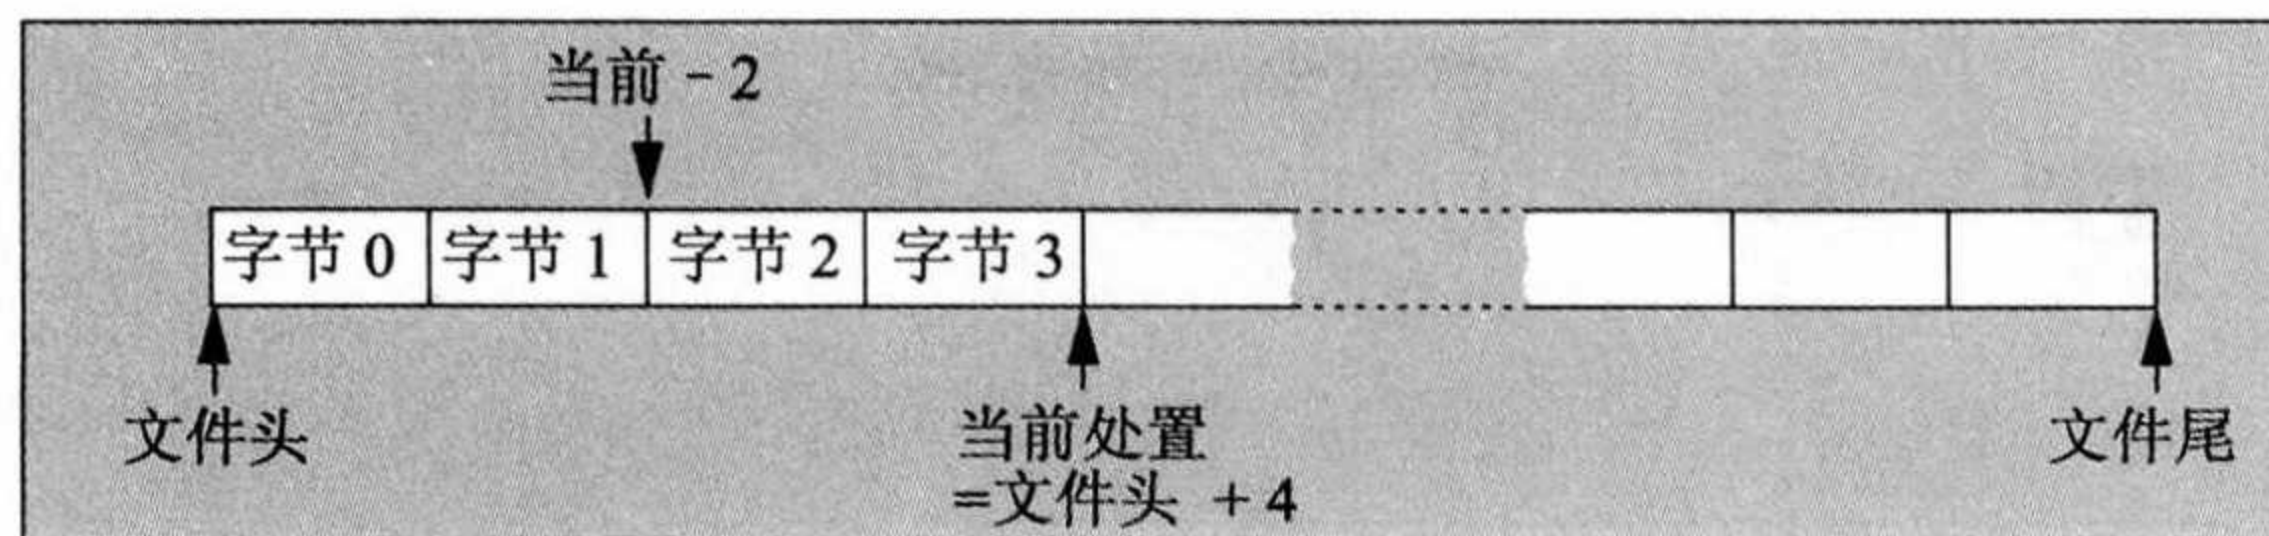 当前 -2
字节 0 字节 1 字节 2 字节 3
文件头
当前处置
=文件头 +4
文件尾